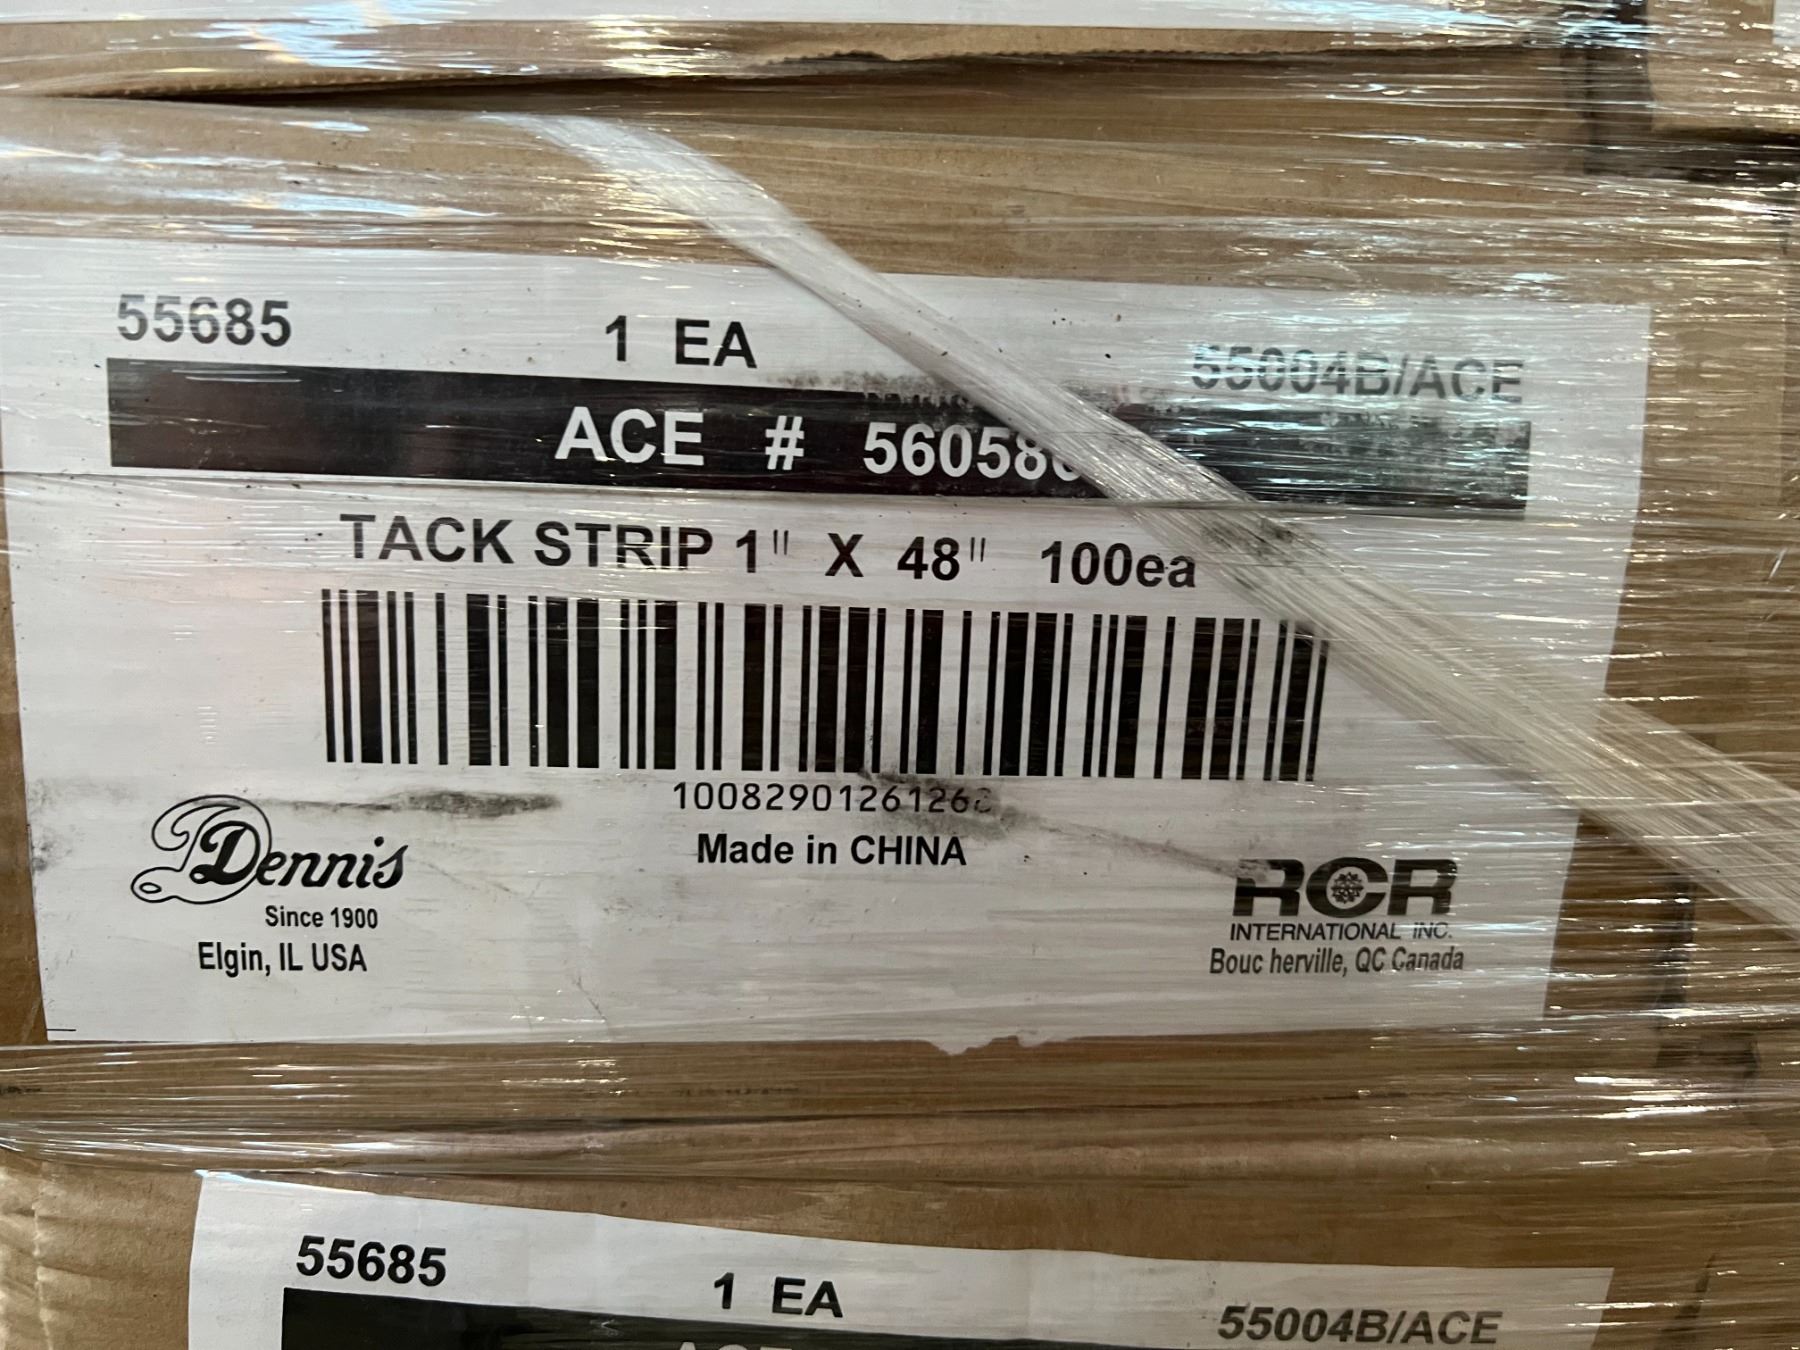 55685
1 EA
55004B/ACE
ACE #
TACK STRIP 1" X 48" 100ea
Made in CHINA
Dennis
Since 1900
Elgin, IL USA
RCR
INTERNATIONAL INC.
Bouc herville, QC Canada
55685
1 EA
55004B/ACE